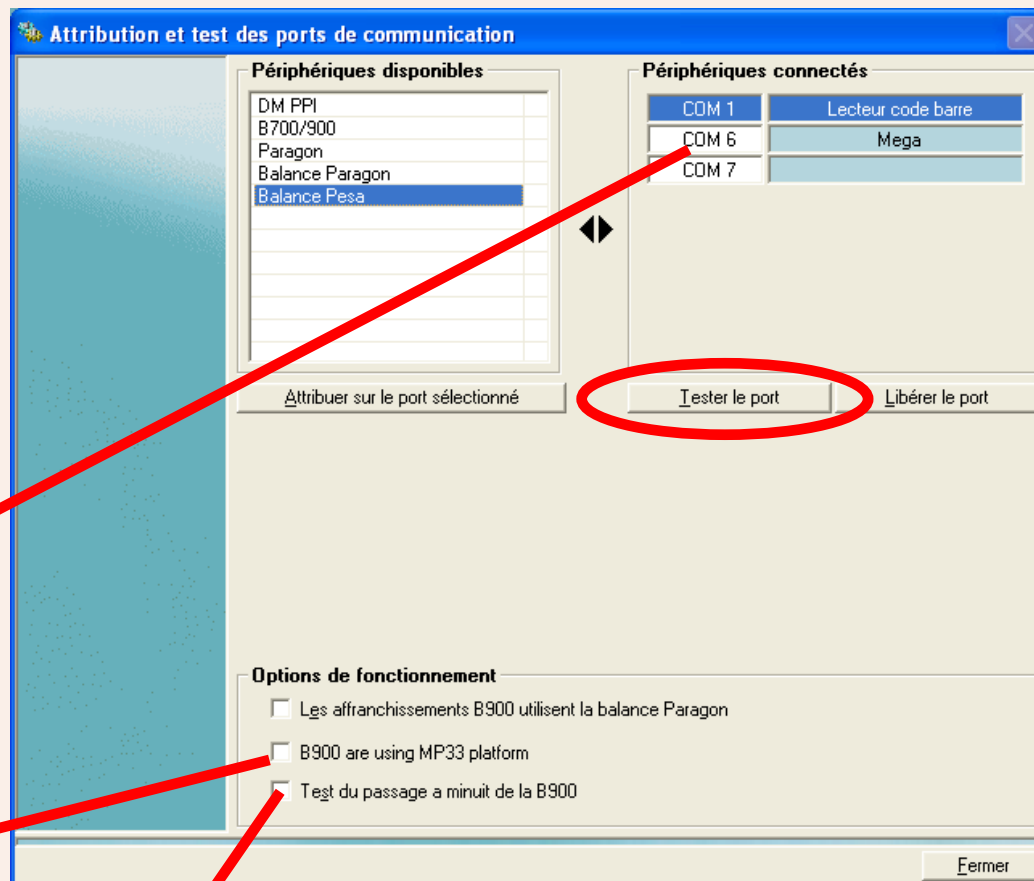 Attribution et test des ports de communication
Périphériques disponibles
DM PPI
B700/900
Paragon
Balance Paragon
Balance Pesa
Attribuer sur le port sélectionné
Périphériques connectés
COM 1 Lecteur code barre
COM 6 Mega
COM 7
Tester le port Libérer le port
Options de fonctionnement
Les affranchissements B900 utilisent la balance Paragon
B900 are using MP33 platform
Test du passage a minuit de la B900
Fermer